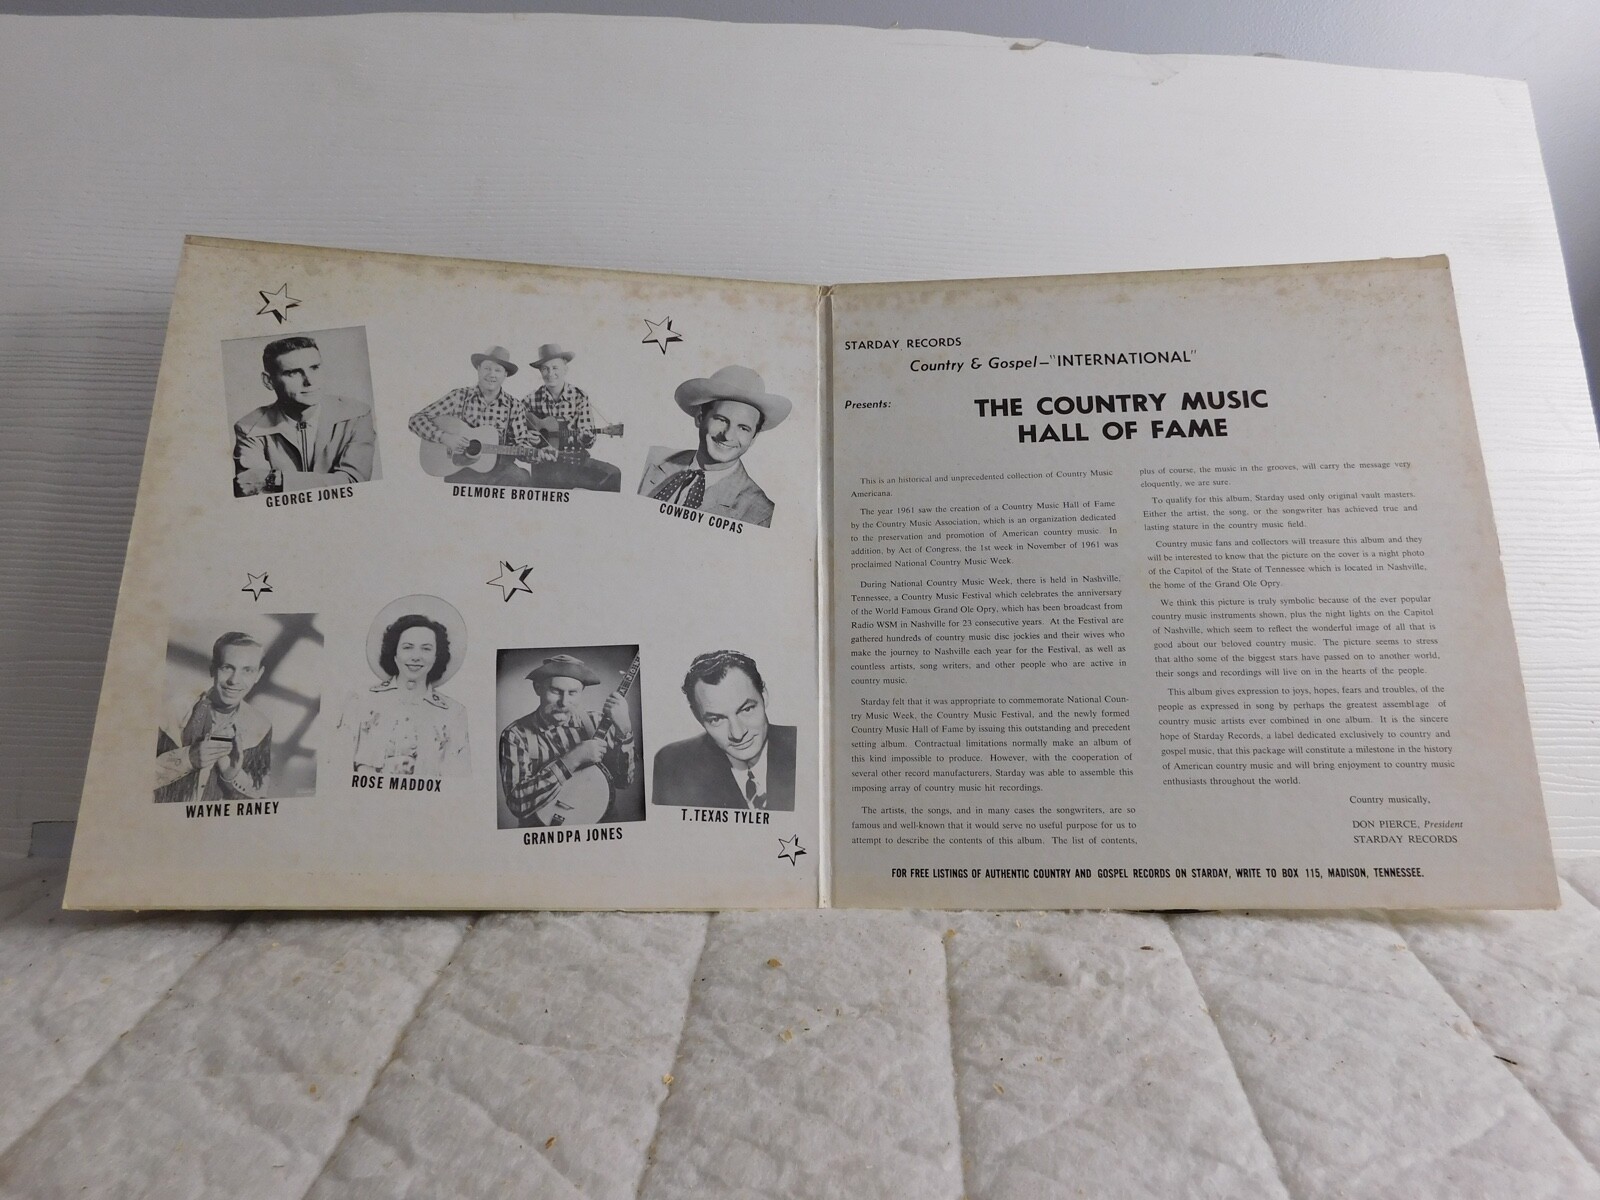 GEORGE JONES
DELMORE BROTHERS
COWBOY COPAS
WAYNE RANEY
ROSE MADDOX
GRANDPA JONES
T. TEXAS TYLER
STARDAY RECORDS
Country & Gospel—"INTERNATIONAL"
Presents:
THE COUNTRY MUSIC
HALL OF FAME
This is an historical and unprecedented collection of Country Music
Americana.
The year 1961 saw the creation of a Country Music Hall of Fame
by the Country Music Association, which is an organization dedicated
to the preservation and promotion of American country music. In
addition, by Act of Congress, the 1st week in November of 1961 was
proclaimed National Country Music Week.
During National Country Music Week, there is held in Nashville,
Tennessee, a Country Music Festival which celebrates the anniversary
of the World Famous Grand Ole Opry, which has been broadcast from
Radio WSM in Nashville for 23 consecutive years. At the Festival are
gathered hundreds of country music disc jockies and their wives who
make the journey to Nashville each year for the Festival, as well as
countless artists, song writers, and other people who are active in
country music.
Starday felt that it was appropriate to commemorate National Coun-
try Music Week, the Country Music Festival, and the newly formed
Country Music Hall of Fame by issuing this outstanding and precedent
setting album. Contractual limitations normally make an album of
this kind impossible to produce. However, with the cooperation of
several other record manufacturers, Starday was able to assemble this
imposing array of country music hit recordings.
The artists, the songs, and in many cases the songwriters, are so
famous and well-known that it would serve no useful purpose for us to
attempt to describe the contents of this album. The list of contents,
plus of course, the music in the grooves, will carry the message very
eloquently, we are sure.
To qualify for this album, Starday used only original vault masters.
Either the artist, the song, or the songwriter has achieved true and
lasting stature in the country music field.
Country music fans and collectors will treasure this album and they
will be interested to know that the picture on the cover is a night photo
of the Capitol of the State of Tennessee which is located in Nashville,
the home of the Grand Ole Opry.
We think this picture is truly symbolic because of the ever popular
country music instruments shown, plus the night lights on the Capitol
of Nashville, which seem to reflect the wonderful image of all that is
good about our beloved country music. The picture seems to stress
that altho some of the biggest stars have passed on to another world,
their songs and recordings will live on in the hearts of the people.
This album gives expression to joys, hopes, fears and troubles, of the
people as expressed in song by perhaps the greatest assemblage of
country music artists ever combined in one album. It is the sincere
hope of Starday Records, a label dedicated exclusively to country and
gospel music, that this package will constitute a milestone in the history
of American country music and will bring enjoyment to country music
enthusiasts throughout the world.
Country musically,
DON PIERCE, President
STARDAY RECORDS
FOR FREE LISTINGS OF AUTHENTIC COUNTRY AND GOSPEL RECORDS ON STARDAY, WRITE TO BOX 115, MADISON, TENNESSEE.